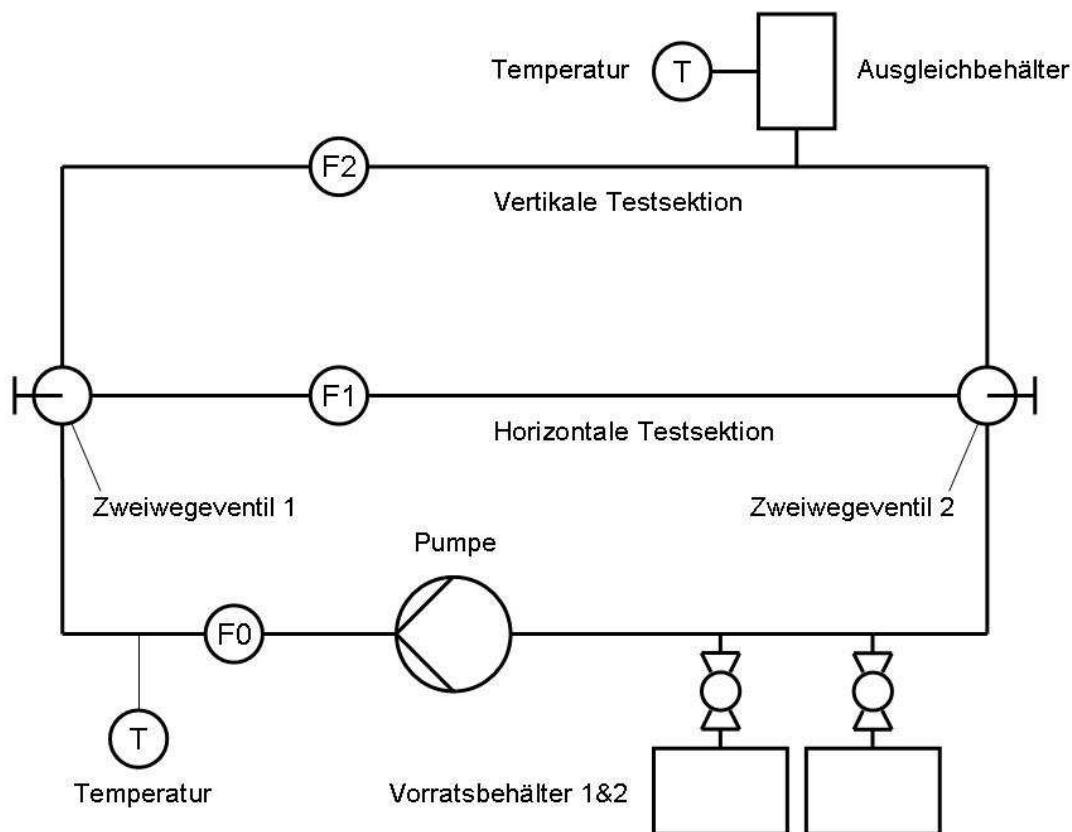 Temperatur
T
Ausgleichbehälter
F2
Vertikale Testsektion
F1
Horizontale Testsektion
Zweiwegeventil 1
Zweiwegeventil 2
Pumpe
F0
T
Temperatur
Vorratsbehälter 1&2